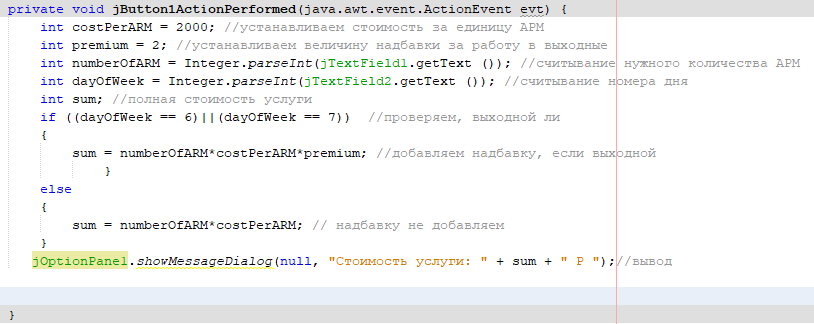 private void jButton1ActionPerformed(java.awt.event.ActionEvent evt) {
int costPerARM = 2000; //устанавливаем стоимость за единицу АРМ
int premium = 2; //устанавливаем величину надбавки за работу в выходные
int numberOfARM = Integer.parseInt(jTextField1.getText ()); //считывание нужного количества АРМ
int dayOfWeek = Integer.parseInt(jTextField2.getText ()); //считывание номера дня
int sum; //полная стоимость услуги
if ((dayOfWeek == 6)||(dayOfWeek == 7))  //проверяем, выходной ли
{
sum = numberOfARM*costPerARM*premium; //добавляем надбавку, если выходной
}
else
{
sum = numberOfARM*costPerARM; // надбавку не добавляем
}
jOptionPane1.showMessageDialog(null, "Стоимость услуги: " + sum + " Р ");//вывод
}